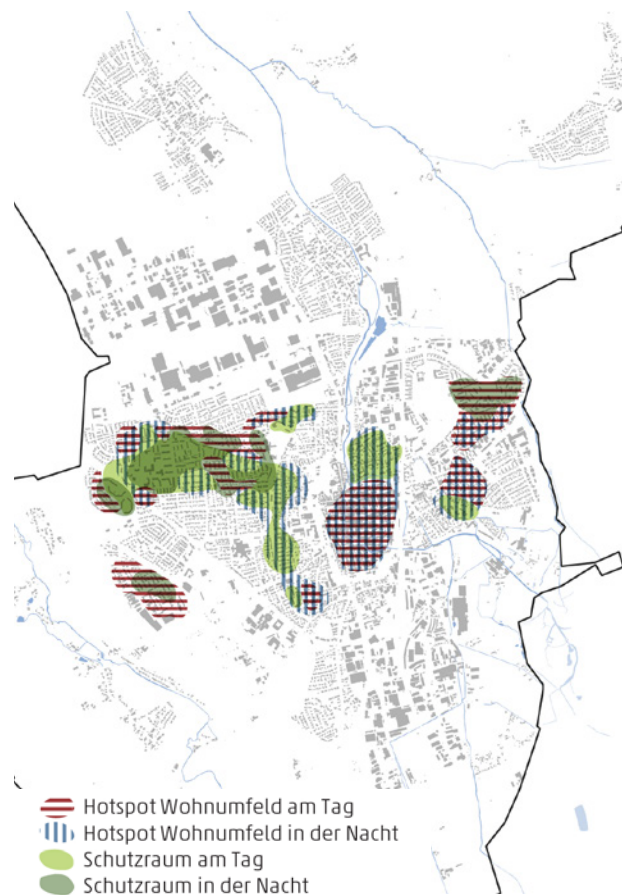 Hotspot Wohnumfeld am Tag
Hotspot Wohnumfeld in der Nacht
Schutzraum am Tag
Schutzraum in der Nacht